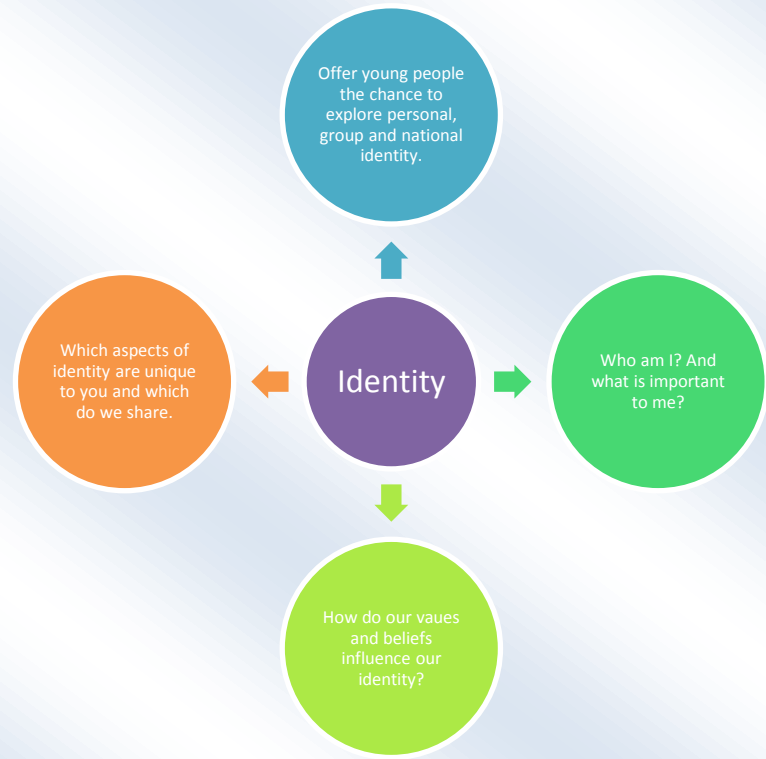 Offer young people
the chance to
explore personal,
group and national
identity.
Which aspects of
identity are unique
to you and which
do we share.
Identity
Who am I? And
what is important
to me?
How do our vaues
and beliefs
influence our
identity?